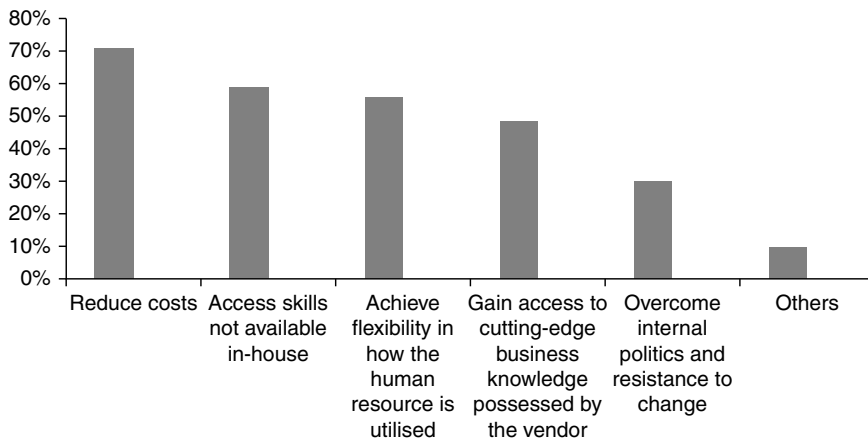 80%
70%
60%
50%
40%
30%
20%
10%
0%
Reduce costs
Access skills
not available
in-house
Achieve
flexibility in
how the
human
resource is
utilised
Gain access to
cutting-edge
business
knowledge
possessed by
the vendor
Overcome
internal
politics and
resistance to
change
Others